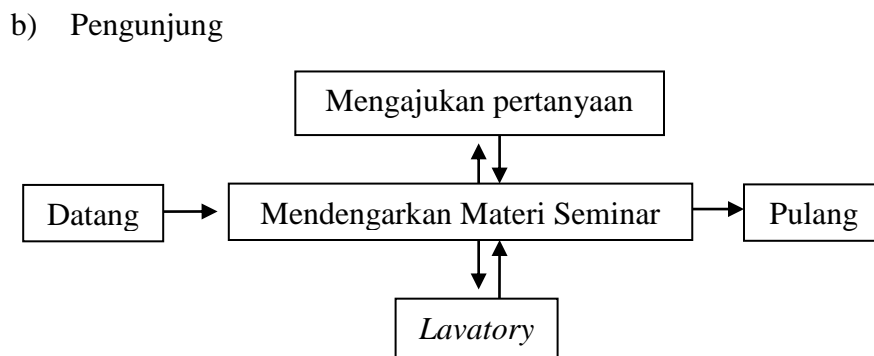 b) Pengunjung
Mengajukan pertanyaan
Datang
Mendengarkan Materi Seminar
Pulang
Lavatory